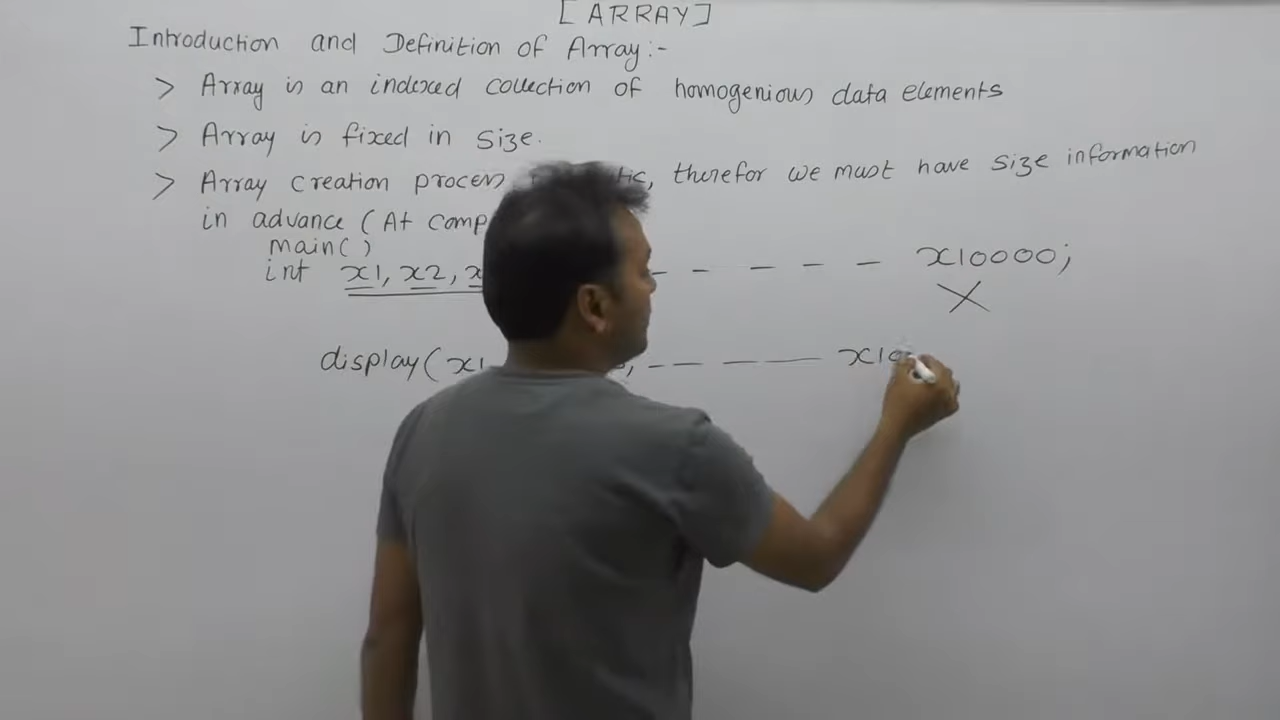 [ARRAY]
Introduction and Definition of Array:-
> Array is an indexed collection of homogenious data elements
> Array is fixed in size.
> Array creation process tic, therefor we must have size information
in advance (At comp
main()
int x1, x2, x - - - - - x10000;
X
display(x1 , - - - - x10